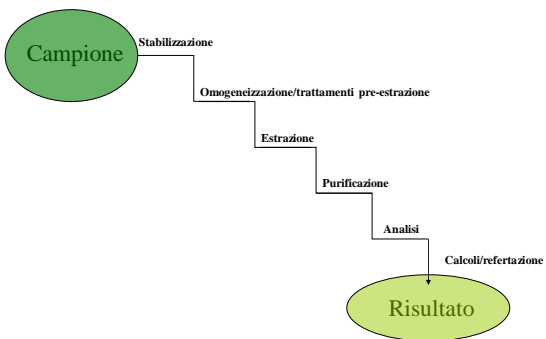 Campione
Stabilizzazione
Omogeneizzazione/trattamenti pre-estrazione
Estrazione
Purificazione
Analisi
Calcoli/refertazione
Risultato